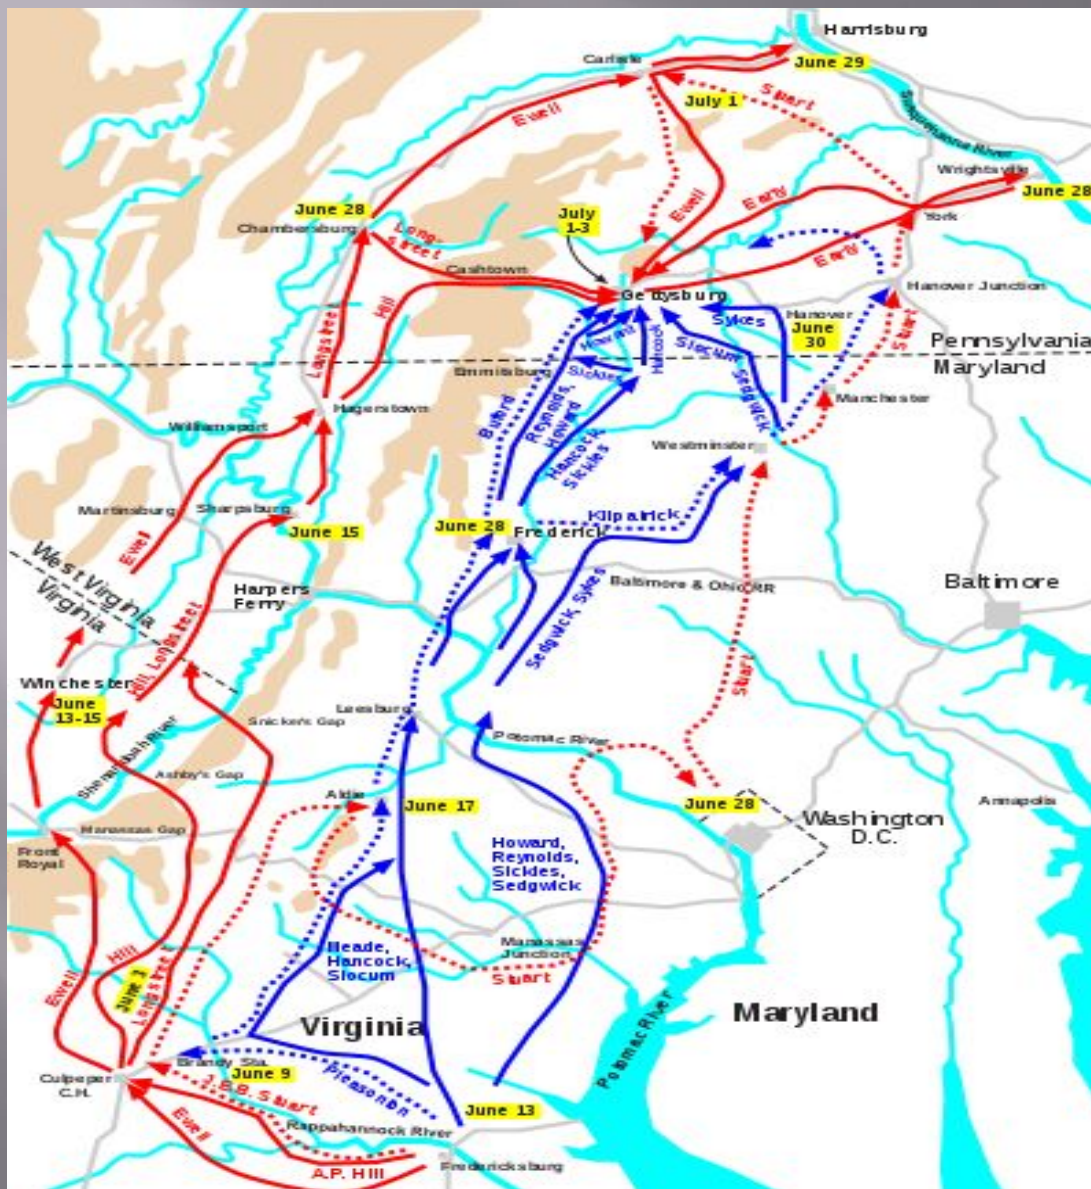 Harrisburg
Carlisle
June 29
July 1
Stuart
Ewell
Susquehanna River
Wrightsville
June 28
June 28
Chambersburg
Long-
street
July
1-3
Ewell
Early
York
Cashtown
Early
Gettysburg
Hanover Junction
Hill
Longstreet
Howard
Hancock
Sykes
Hanover
June
30
Stuart
Slocum
Pennsylvania
Maryland
Emmitsburg
Sickles
Sedgwick
Manchester
Hagerstown
Williamsport
Buford
Reynolds,
Howard
Hancock,
Sickles
Westminster
Martinsburg
Sharpsburg
June 15
June 28
Frederick
Kilpatrick
Ewell
West Virginia
Virginia
Harpers
Ferry
Baltimore & Ohio RR
Baltimore
Sedgwick, Sykes
Hill, Longstreet
Stuart
Winchester
June
13-15
Snicker's Gap
Leesburg
Potomac River
Shenandoah River
Ashby's Gap
Aldie
June 17
June 28
Annapolis
Manassas Gap
Front
Royal
Washington
D.C.
Howard,
Reynolds,
Sickles,
Sedgwick
Meade,
Hancock,
Slocum
Manassas
Junction
Stuart
Ewell
Hill
June 3
Longstreet
Virginia
Maryland
Potomac River
Brandy Sta.
June 9
Culpeper
C.H.
J.E.B. Stuart
Pleasonton
June 13
Ewell
Rappahannock River
A.P. Hill
Fredericksburg